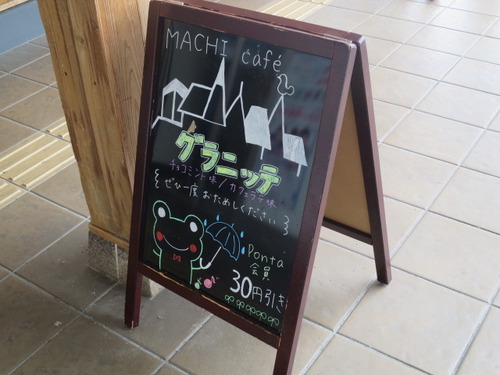 MACHI café
グラニッテ
チョコミント味/カフェラテ味
{ぜひ一度おためしください}
Ponta
会員
30円引き